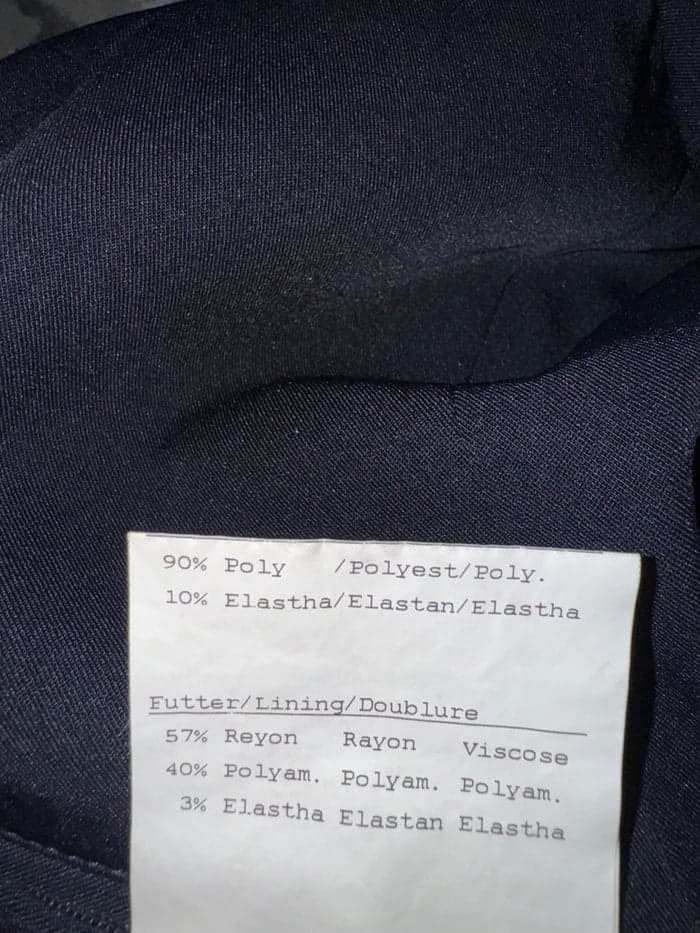 90% Poly /Polyest/Poly.
10% Elastha/Elastan/Elastha
Futter/Lining/Doublure
57% Reyon Rayon Viscose
40% Polyam. Polyam. Polyam.
3% Elastha Elastan Elastha